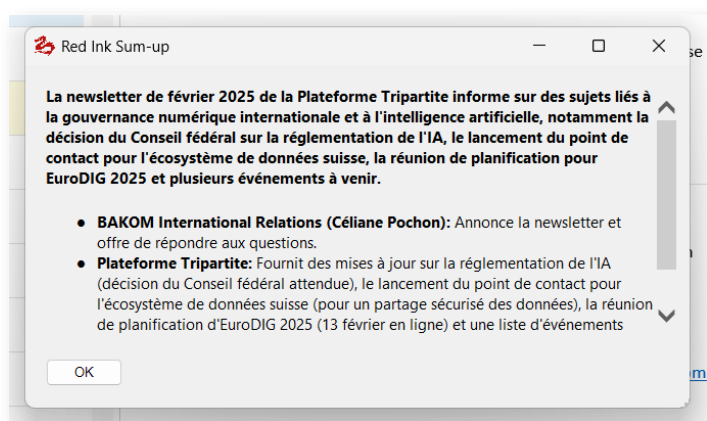 Red Ink Sum-up
se
La newsletter de février 2025 de la Plateforme Tripartite informe sur des sujets liés à
la gouvernance numérique internationale et à l'intelligence artificielle, notamment la
décision du Conseil fédéral sur la réglementation de l'IA, le lancement du point de
contact pour l'écosystème de données suisse, la réunion de planification pour
EuroDIG 2025 et plusieurs événements à venir.
● BAKOM International Relations (Céliane Pochon): Annonce la newsletter et
offre de répondre aux questions.
● Plateforme Tripartite: Fournit des mises à jour sur la réglementation de l'IA
(décision du Conseil fédéral attendue), le lancement du point de contact pour
l'écosystème de données suisse (pour un partage sécurisé des données), la réunion
de planification d'EuroDIG 2025 (13 février en ligne) et une liste d'événements
OK
om